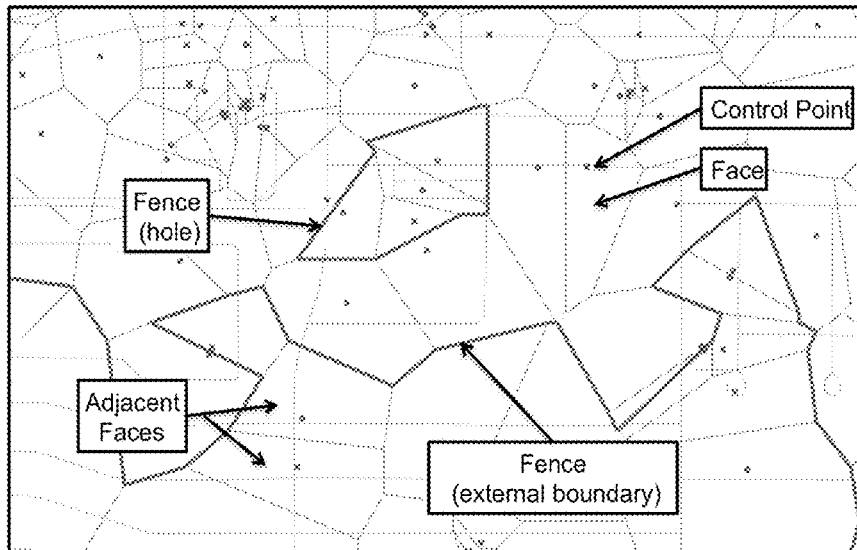 Control Point
Face
Fence
(hole)
Adjacent
Faces
Fence
(external boundary)